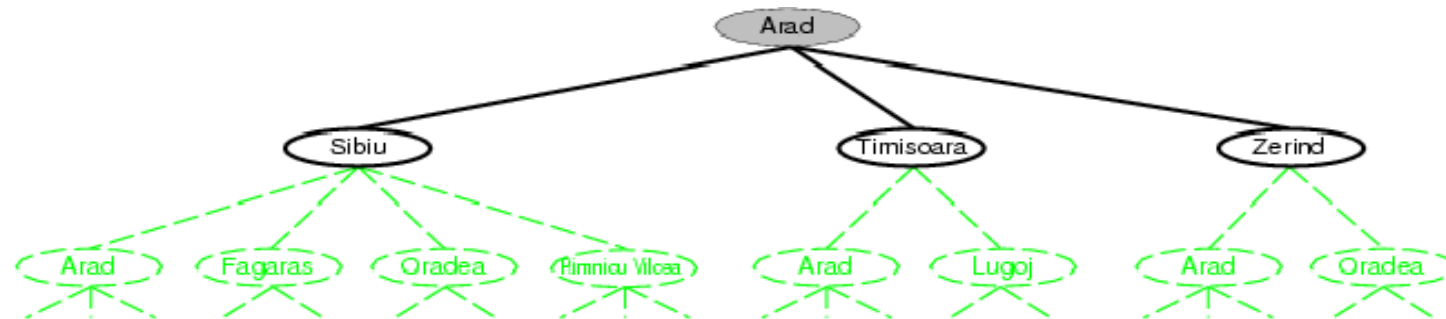 Arad
Sibiu
Timisoara
Zerind
Arad
Fagaras
Oradea
Rimnicu Vilcea
Arad
Lugoj
Arad
Oradea